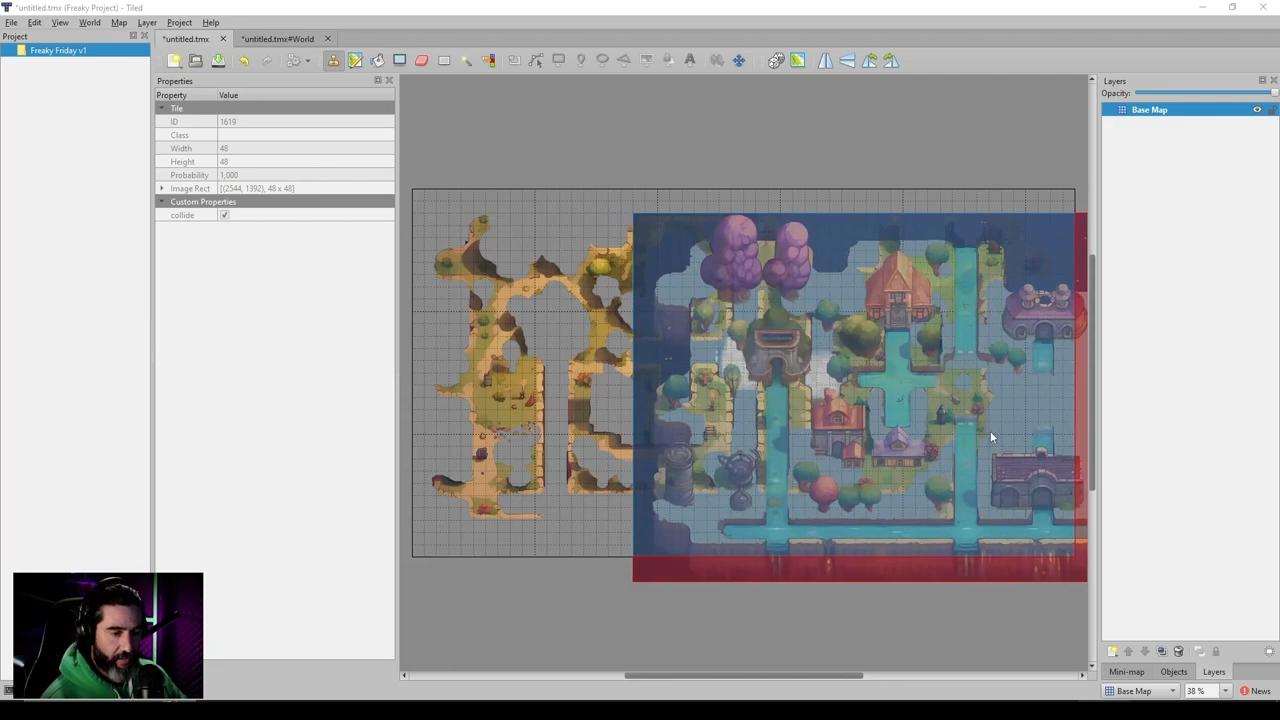 *untitled.tmx (Freaky Project) - Tiled
File Edit View World Map Layer Project Help
Project
Freaky Friday v1
*untitled.tmx
*untitled.tmx#World
Properties
Property Value
Tile
ID 1619
Class
Width 48
Height 48
Probability 1,000
Image Rect [(2544, 1392), 48 x 48]
Custom Properties
collide
Layers
Opacity:
Base Map
Mini-map Objects Layers
Base Map 38 % News